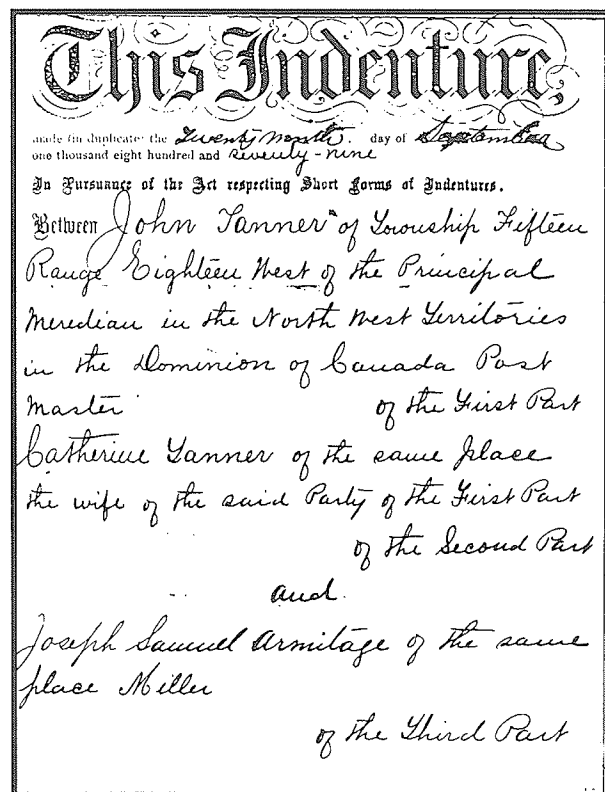 This Indenture,
made (in duplicate) the Twenty Ninth. day of September
one thousand eight hundred and seventy-nine
In Pursuance of the Act respecting Short Forms of Indentures.
Between John Tanner of Township Fifteen
Range Eighteen West of the Principal
Meredian in the North West Territories
in the Dominion of Canada Post
Master of the First Part
Catherine Tanner of the same place
the wife of the said Party of the First Part
of the Second Part
and
Joseph Samuel Armitage of the same
place Miller
of the Third Part